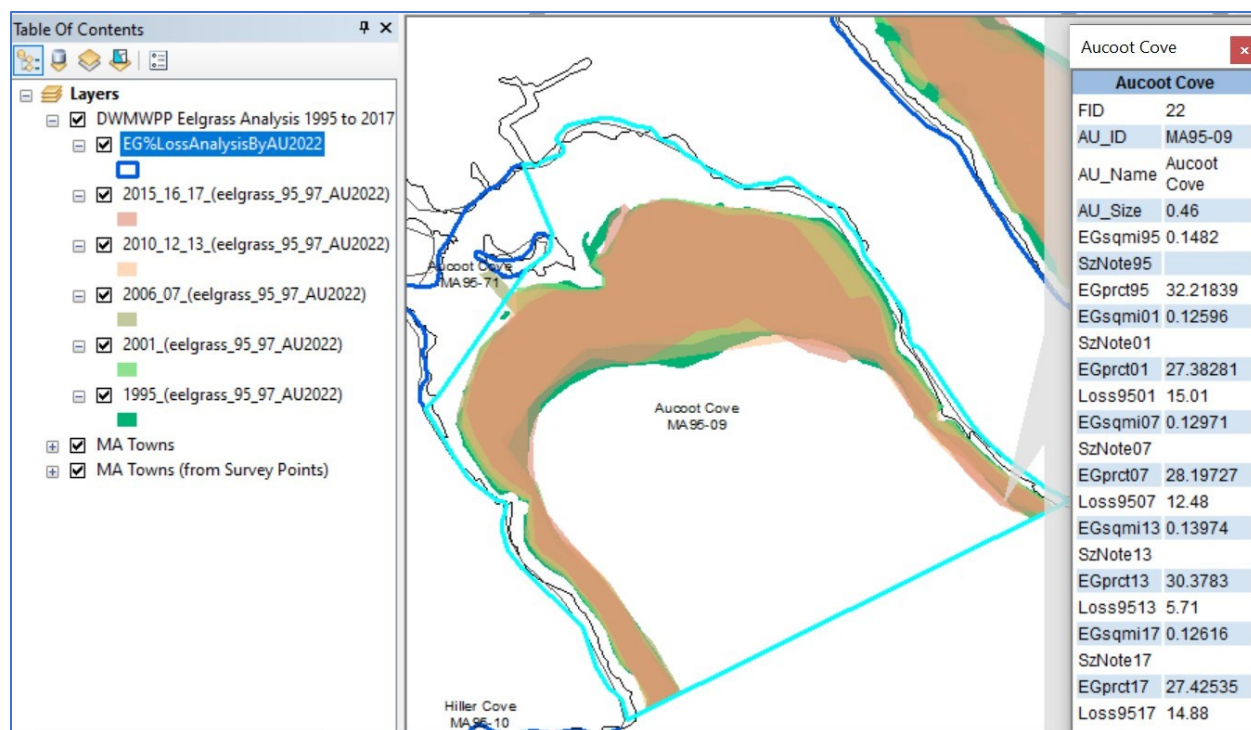 Table Of Contents
Layers
DWMWPP Eelgrass Analysis 1995 to 2017
EG%LossAnalysisByAU2022
2015_16_17_(eelgrass_95_97_AU2022)
2010_12_13_(eelgrass_95_97_AU2022)
2006_07_(eelgrass_95_97_AU2022)
2001_(eelgrass_95_97_AU2022)
1995_(eelgrass_95_97_AU2022)
MA Towns
MA Towns (from Survey Points)
Aucoot Cove
MA95-71
Aucoot Cove
MA95-09
Hiller Cove
MA95-10
Aucoot Cove
Aucoot Cove
FID 22
AU_ID MA95-09
AU_Name Aucoot
Cove
AU_Size 0.46
EGsqmi95 0.1482
SzNote95
EGprct95 32.21839
EGsqmi01 0.12596
SzNote01
EGprct01 27.38281
Loss9501 15.01
EGsqmi07 0.12971
SzNote07
EGprct07 28.19727
Loss9507 12.48
EGsqmi13 0.13974
SzNote13
EGprct13 30.3783
Loss9513 5.71
EGsqmi17 0.12616
SzNote17
EGprct17 27.42535
Loss9517 14.88